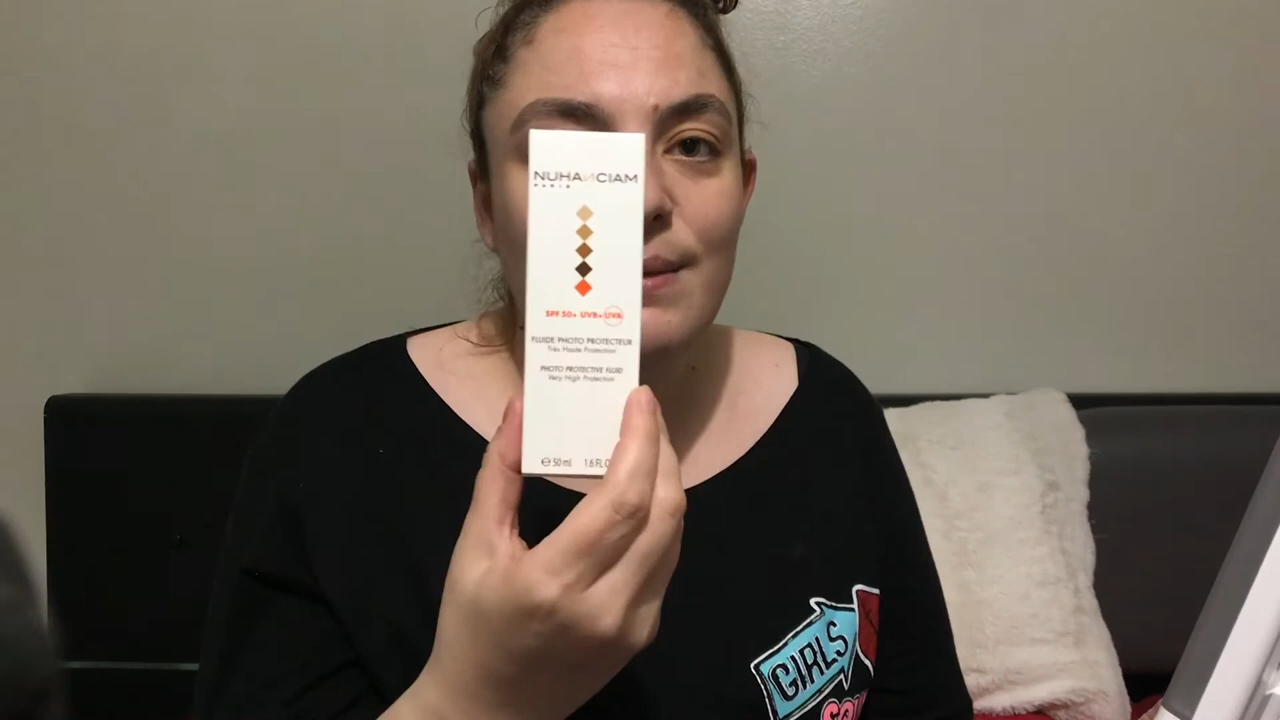 NUHANCIAM
PARIS
SPF 50+ UVB+UVA
FLUIDE PHOTO PROTECTEUR
Très Haute Protection
PHOTO PROTECTIVE FLUID
Very High Protection
℮ 50 ml 1.6 FL
GIRLS